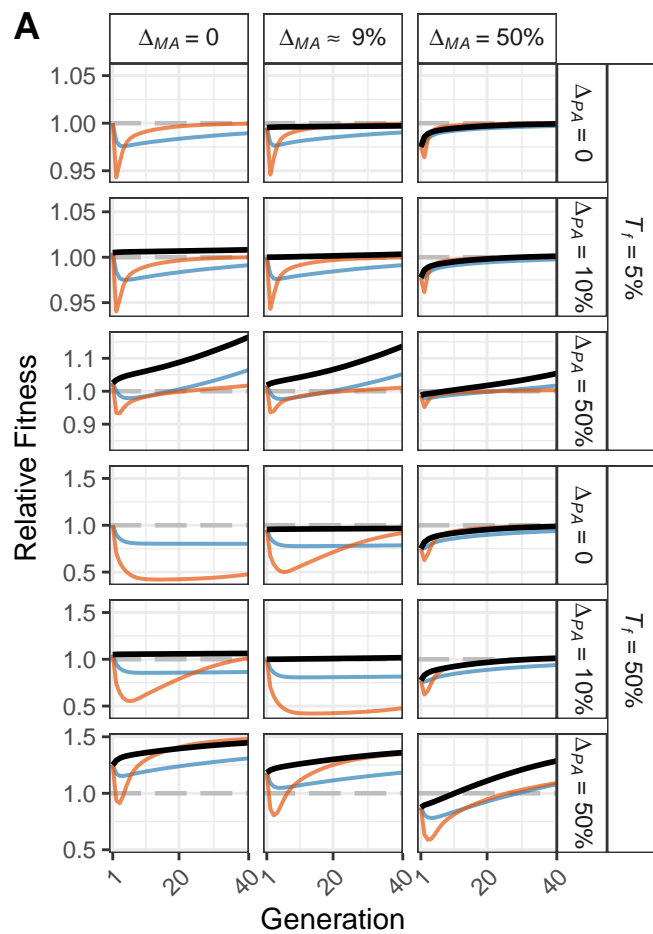 A
Δ_MA = 0
Δ_MA ≈ 9%
Δ_MA = 50%
1.05
1.00
0.95
Δ_PA = 0
1.05
1.00
0.95
Δ_PA = 10%
T_f = 5%
1.1
1.0
0.9
Δ_PA = 50%
Relative Fitness
1.5
1.0
0.5
Δ_PA = 0
1.5
1.0
0.5
Δ_PA = 10%
T_f = 50%
1.5
1.0
0.5
Δ_PA = 50%
1 20 40 1 20 40 1 20 40
Generation